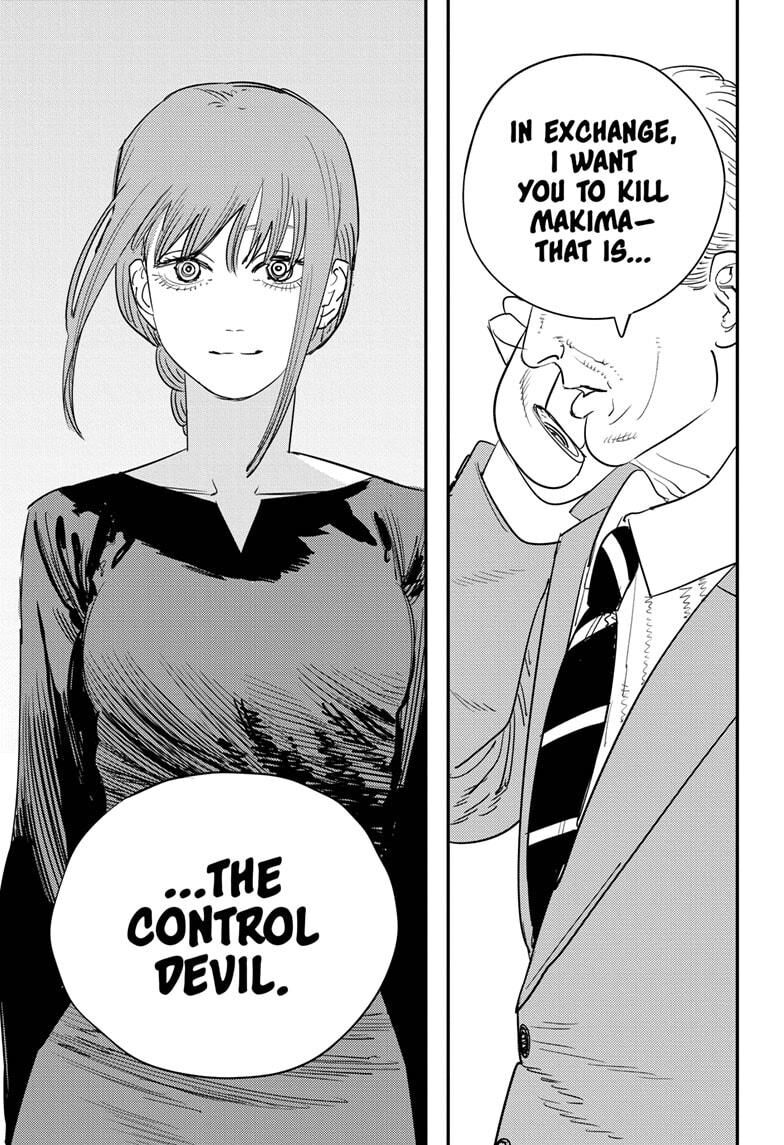 IN EXCHANGE,
I WANT
YOU TO KILL
MAKIMA—
THAT IS...
...THE
CONTROL
DEVIL.